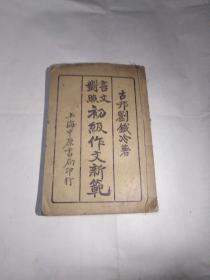 古邗劉鐵冷著
言文
對照
初級作文新範
上海中原書局印行